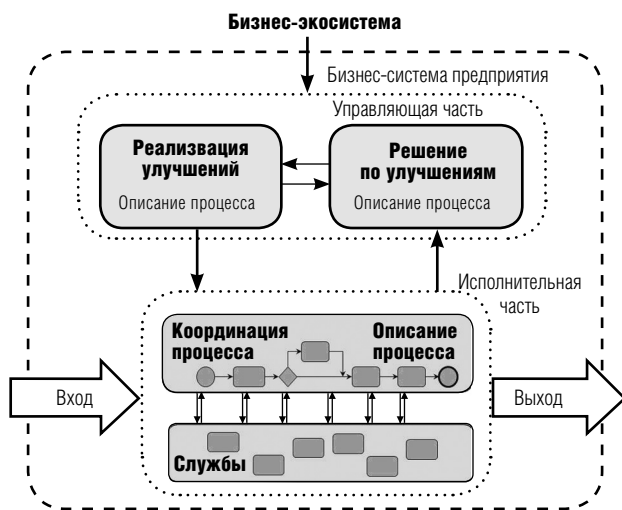 Бизнес-экосистема
Бизнес-система предприятия
Управляющая часть
Реализвация
улучшений
Описание процесса
Решение
по улучшениям
Описание процесса
Исполнительная
часть
Координация
процесса
Описание
процесса
Вход
Выход
Службы